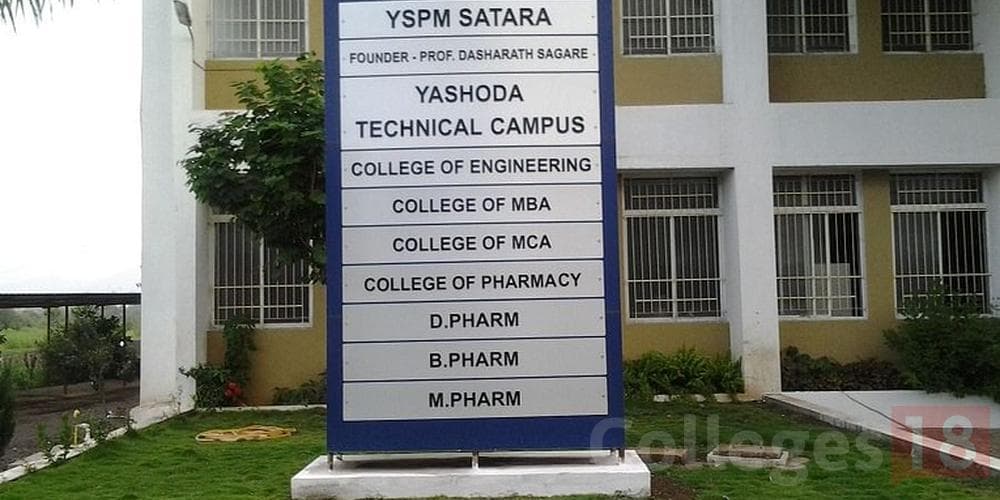 YSPM SATARA
FOUNDER - PROF. DASHARATH SAGARE
YASHODA
TECHNICAL CAMPUS
COLLEGE OF ENGINEERING
COLLEGE OF MBA
COLLEGE OF MCA
COLLEGE OF PHARMACY
D.PHARM
B.PHARM
M.PHARM
Colleges 18